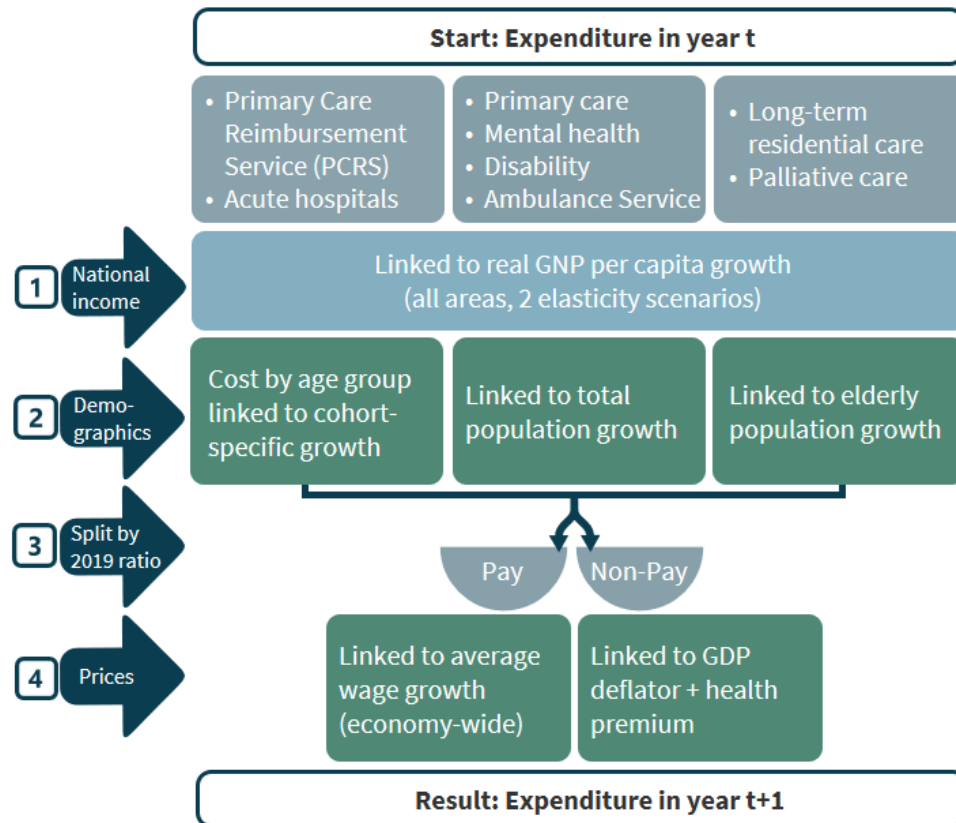 Start: Expenditure in year t
• Primary Care
Reimbursement
Service (PCRS)
• Acute hospitals
• Primary care
• Mental health
• Disability
• Ambulance Service
• Long-term
residential care
• Palliative care
1
National
income
Linked to real GNP per capita growth
(all areas, 2 elasticity scenarios)
2
Demo-
graphics
Cost by age group
linked to cohort-
specific growth
Linked to total
population growth
Linked to elderly
population growth
3
Split by
2019 ratio
Pay
Non-Pay
4
Prices
Linked to average
wage growth
(economy-wide)
Linked to GDP
deflator + health
premium
Result: Expenditure in year t+1